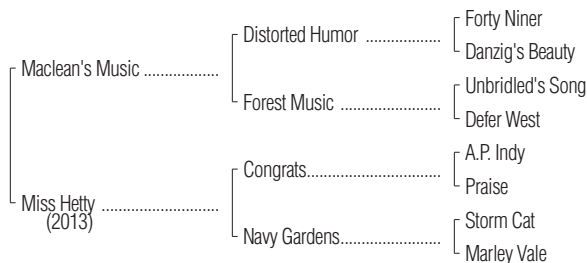 Forty Niner
Distorted Humor ..................
Danzig's Beauty
Maclean's Music ..................
Unbridled's Song
Forest Music ........................
Defer West
A.P. Indy
Congrats................................
Praise
Miss Hetty ............................
(2013)
Storm Cat
Navy Gardens........................
Marley Vale